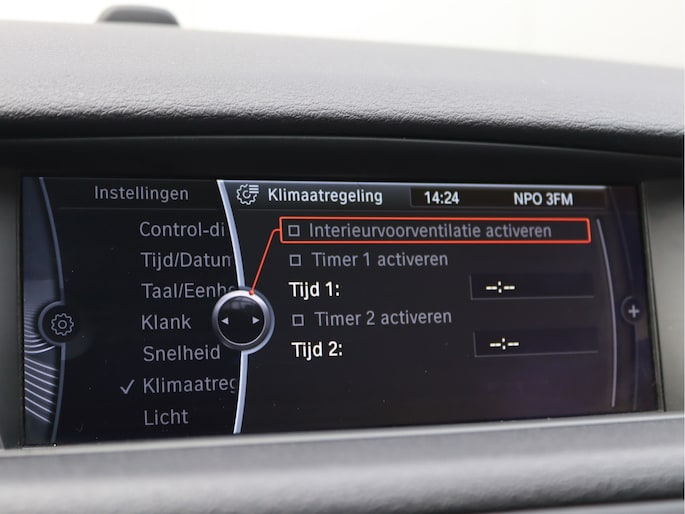 Instellingen
Klimaatregeling 14:24 NPO 3FM
Control-di
Tijd/Datun
Taal/Eenh
Klank
Snelheid
Klimaatreg
Licht
Interieurvoorventilatie activeren
Timer 1 activeren
Tijd 1: --:--
Timer 2 activeren
Tijd 2: --:--